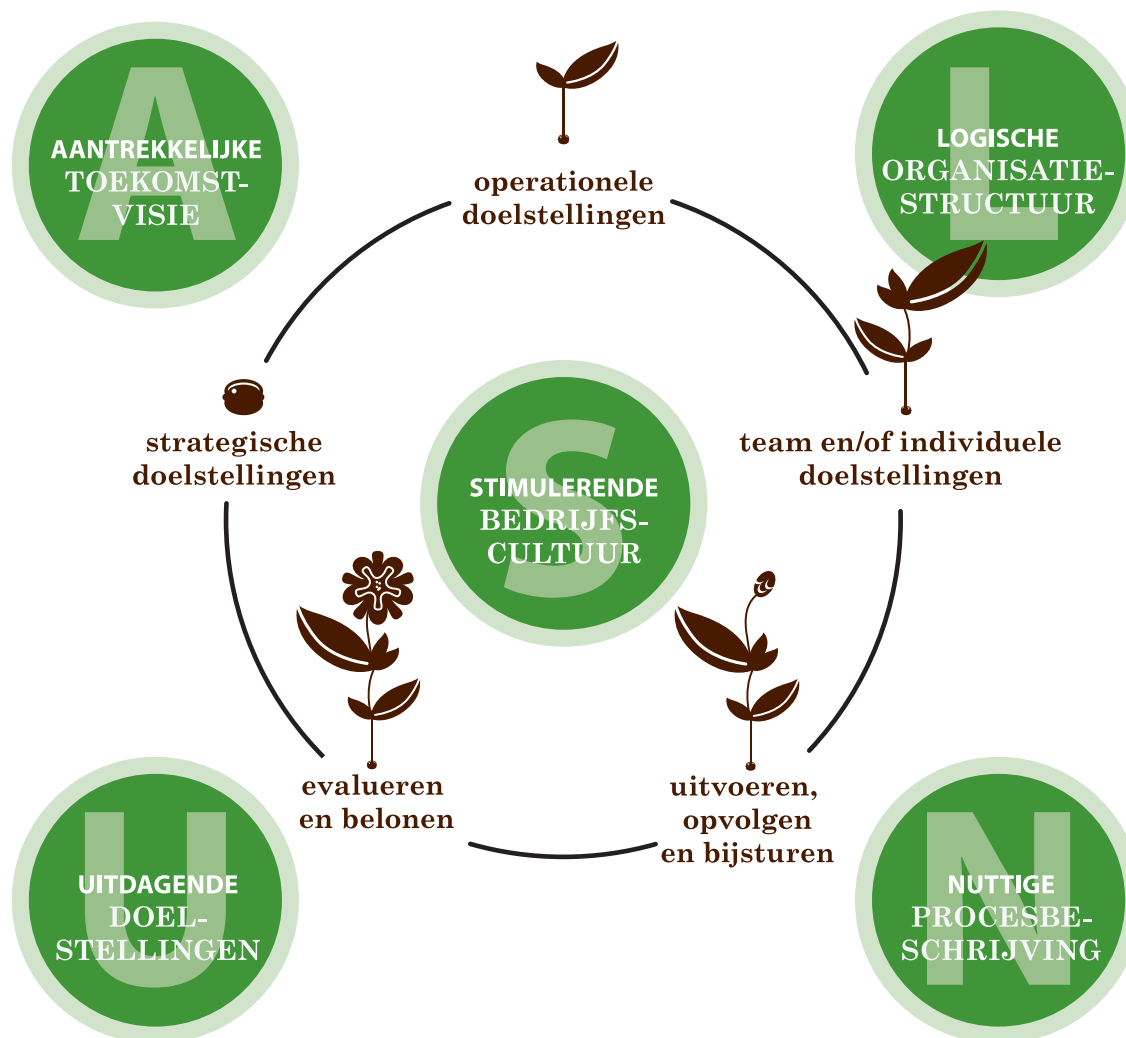 A
AANTREKKELIJKE
TOEKOMST-
VISIE
operationele
doelstellingen
L
LOGISCHE
ORGANISATIE-
STRUCTUUR
strategische
doelstellingen
S
STIMULERENDE
BEDRIJFS-
CULTUUR
team en/of individuele
doelstellingen
evalueren
en belonen
uitvoeren,
opvolgen
en bijsturen
U
UITDAGENDE
DOEL-
STELLINGEN
N
NUTTIGE
PROCESBE-
SCHRIJVING